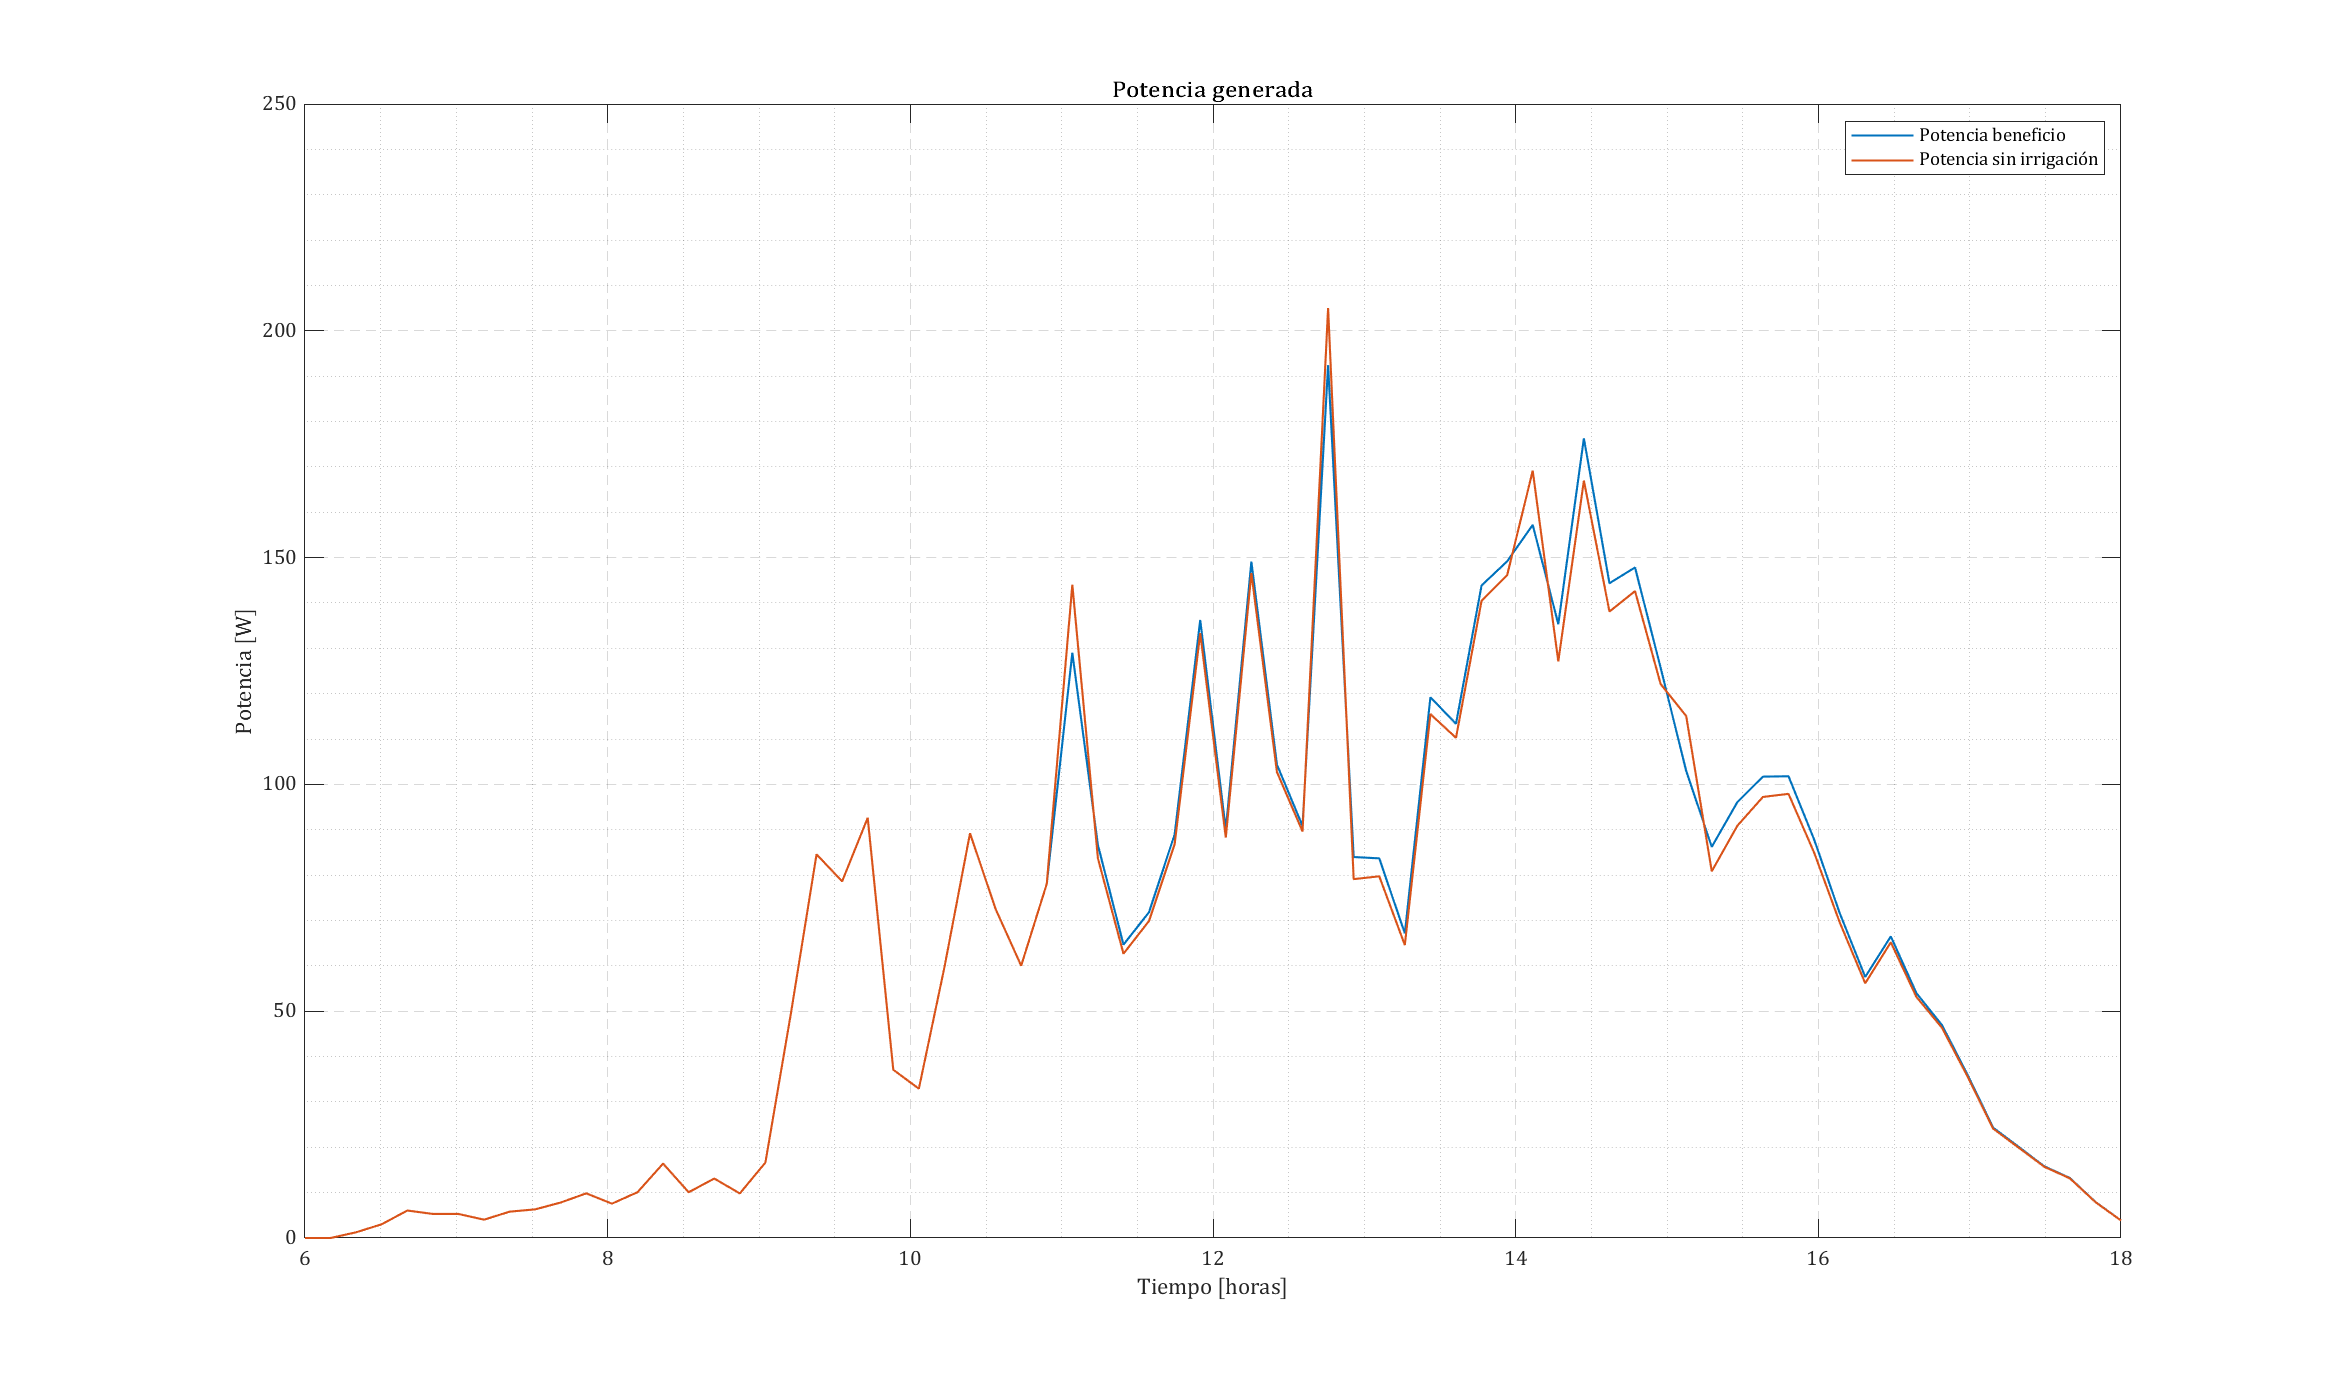 Potencia generada
250
200
150
100
50
0
Potencia [W]
Potencia beneficio
Potencia sin irrigación
6 8 10 12 14 16 18
Tiempo [horas]